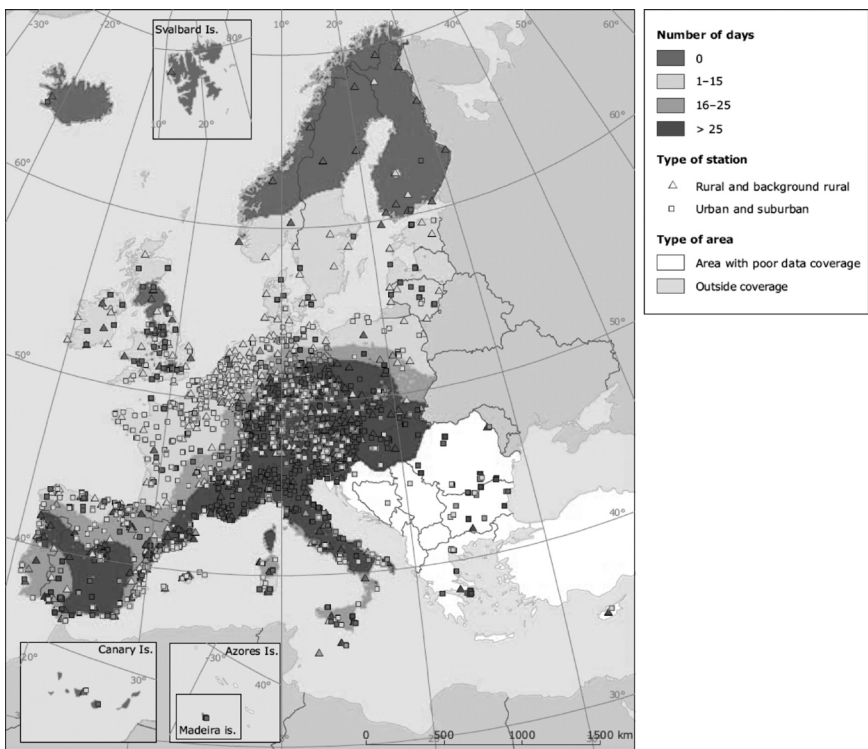 -30°
-20°
-10°
0°
10°
20°
30°
40°
50°
60°
Svalbard Is.
80°
10°
20°
60°
60°
50°
50°
40°
40°
30°
30°
Canary Is.
20°
30°
Azores Is.
-30°
40°
Madeira is.
0 500 1000 1500 km
Number of days
0
1–15
16–25
> 25
Type of station
Rural and background rural
Urban and suburban
Type of area
Area with poor data coverage
Outside coverage